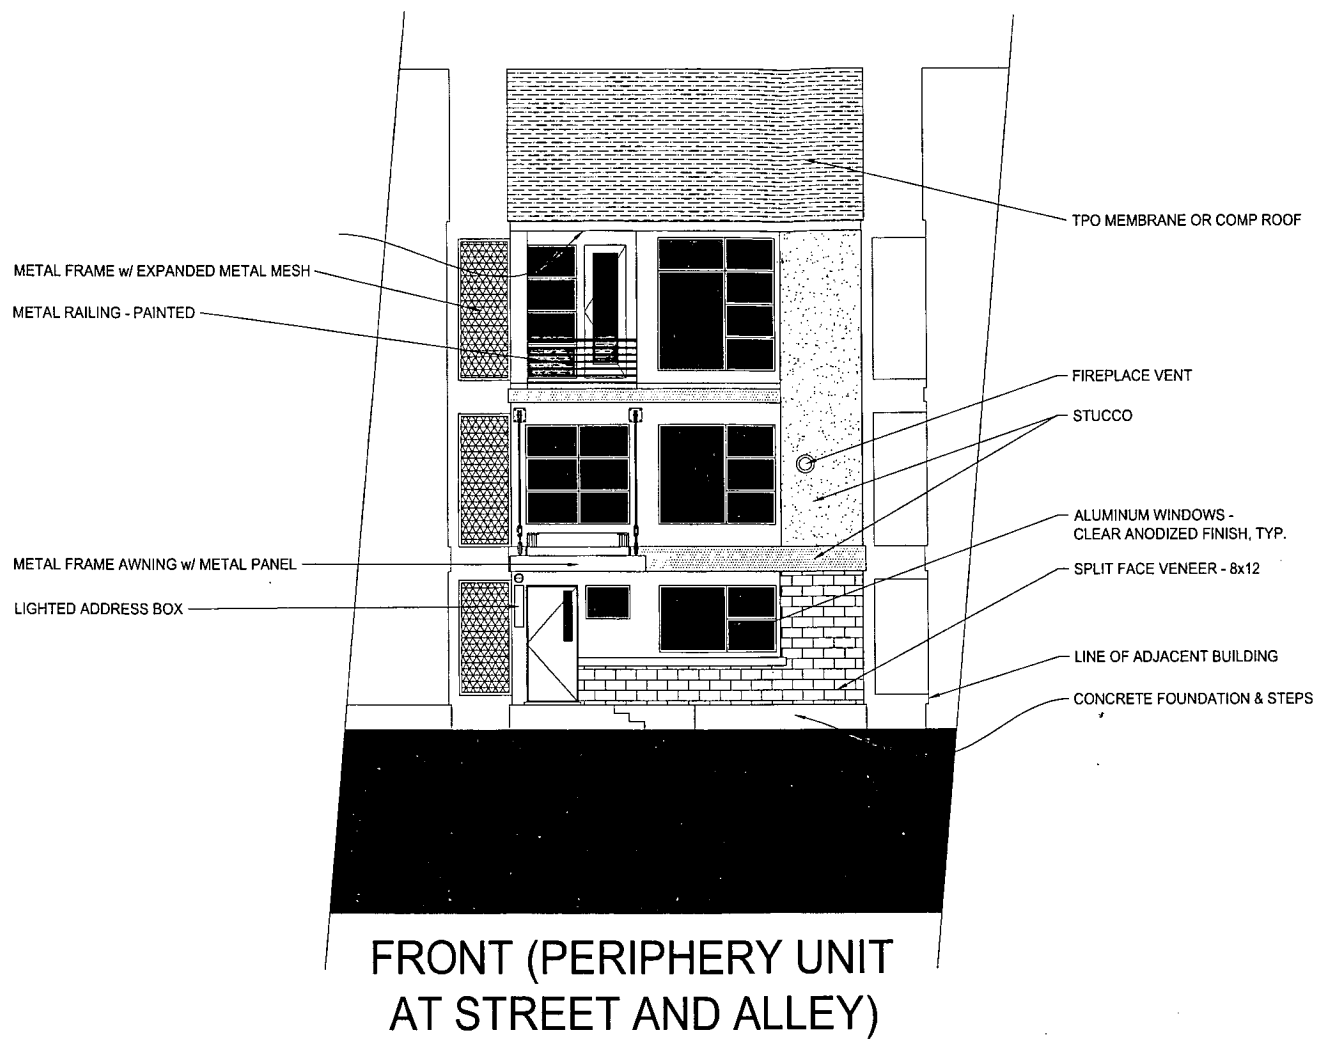 TPO MEMBRANE OR COMP ROOF
METAL FRAME w/ EXPANDED METAL MESH
METAL RAILING - PAINTED
FIREPLACE VENT
STUCCO
ALUMINUM WINDOWS -
CLEAR ANODIZED FINISH, TYP.
METAL FRAME AWNING w/ METAL PANEL
SPLIT FACE VENEER - 8x12
LIGHTED ADDRESS BOX
LINE OF ADJACENT BUILDING
CONCRETE FOUNDATION & STEPS
FRONT (PERIPHERY UNIT
AT STREET AND ALLEY)